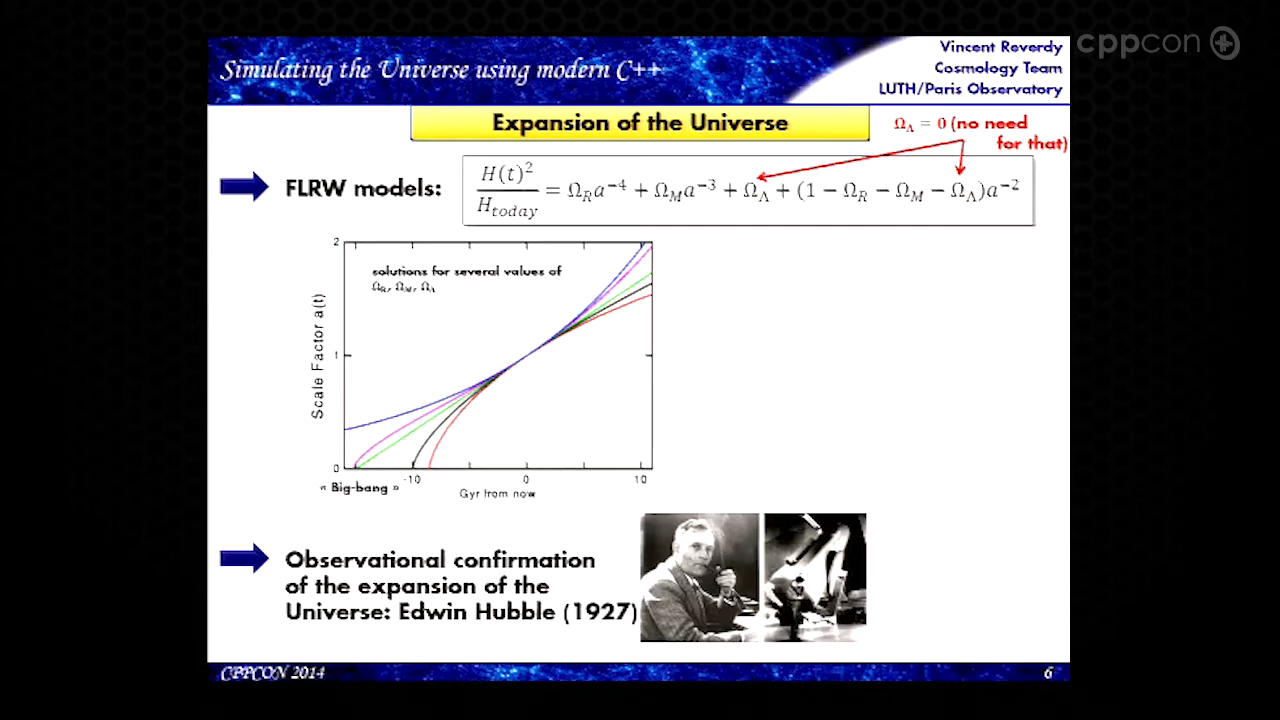 Simulating the Universe using modern C++
Vincent Reverdy
Cosmology Team
LUTH/Paris Observatory
cppcon
Expansion of the Universe
Ω_Λ = 0 (no need
for that)
FLRW models:
H(t)²/H_today = Ω_R a⁻⁴ + Ω_M a⁻³ + Ω_Λ + (1 − Ω_R − Ω_M − Ω_Λ)a⁻²
solutions for several values of
Ω_R, Ω_M, Ω_Λ
Scale Factor a(t)
2
1
0
-10
0
10
« Big-bang »
Gyr from now
Observational confirmation
of the expansion of the
Universe: Edwin Hubble (1927)
CPPCON 2014
6